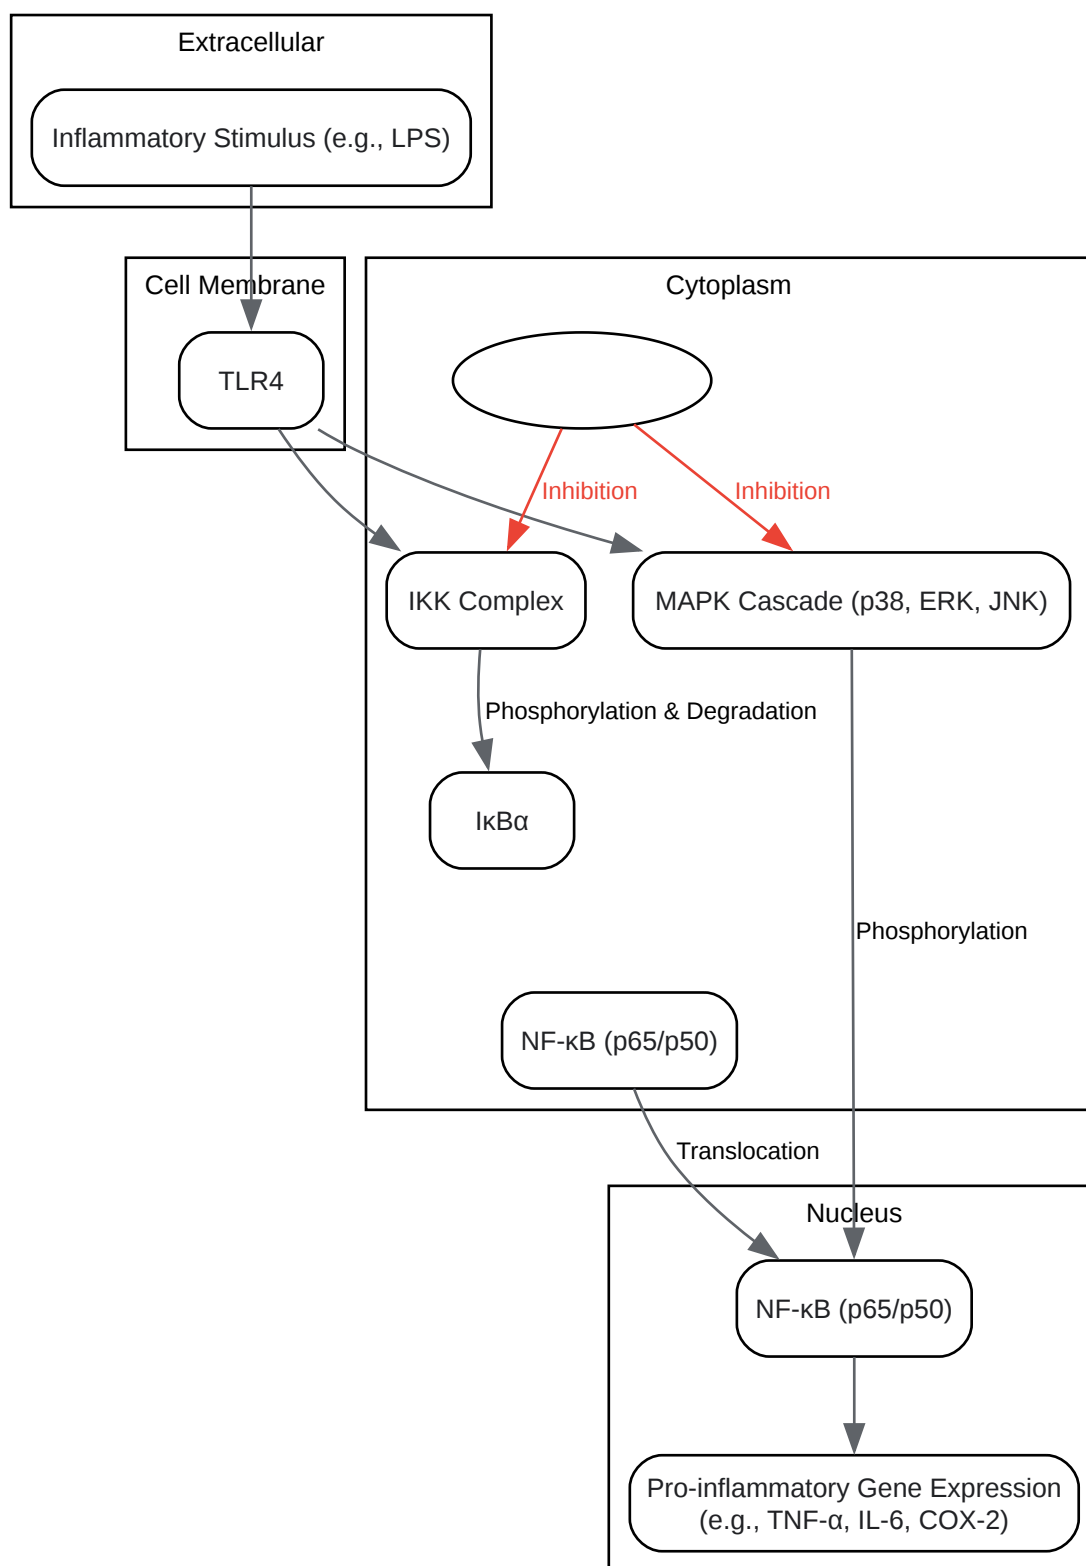 Extracellular
Inflammatory Stimulus (e.g., LPS)
Cell Membrane
Cytoplasm
TLR4
Inhibition
Inhibition
IKK Complex
MAPK Cascade (p38, ERK, JNK)
Phosphorylation & Degradation
IκBα
Phosphorylation
NF-κB (p65/p50)
Translocation
Nucleus
NF-κB (p65/p50)
Pro-inflammatory Gene Expression
(e.g., TNF-α, IL-6, COX-2)